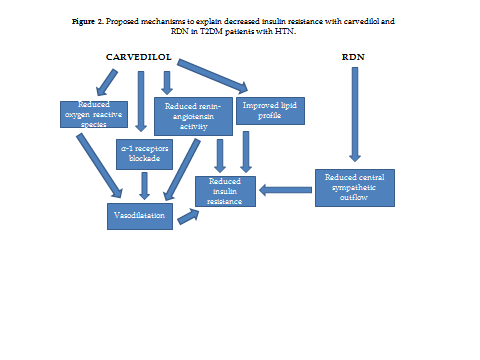 Figure 2. Proposed mechanisms to explain decreased insulin resistance with carvedilol and
RDN in T2DM patients with HTN.
CARVEDILOL
RDN
Reduced
oxygen reactive
species
Reduced renin-
angiotensin
activity
Improved lipid
profile
α-1 receptors
blockade
Reduced
insulin
resistance
Reduced central
sympathetic
outflow
Vasodilatation